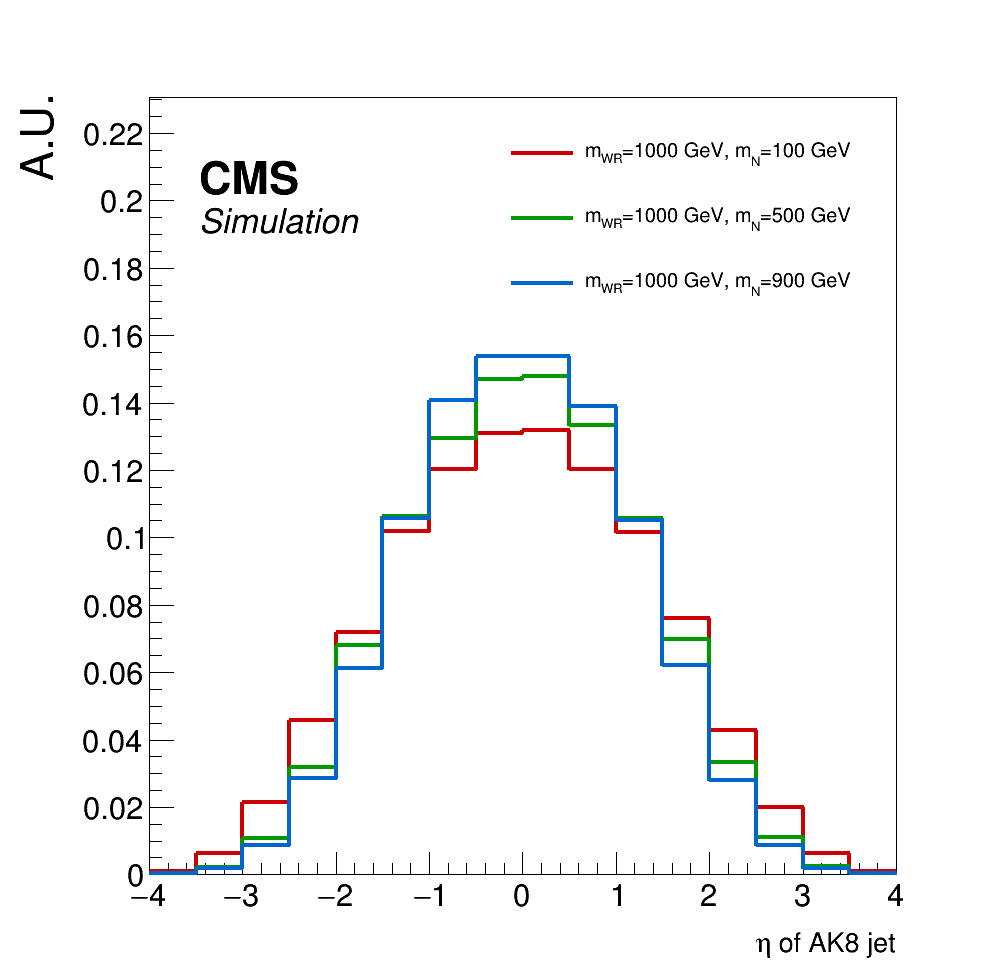 A.U.
CMS
Simulation
m_WR=1000 GeV, m_N=100 GeV
m_WR=1000 GeV, m_N=500 GeV
m_WR=1000 GeV, m_N=900 GeV
0.22
0.2
0.18
0.16
0.14
0.12
0.1
0.08
0.06
0.04
0.02
0
−4 −3 −2 −1 0 1 2 3 4
η of AK8 jet